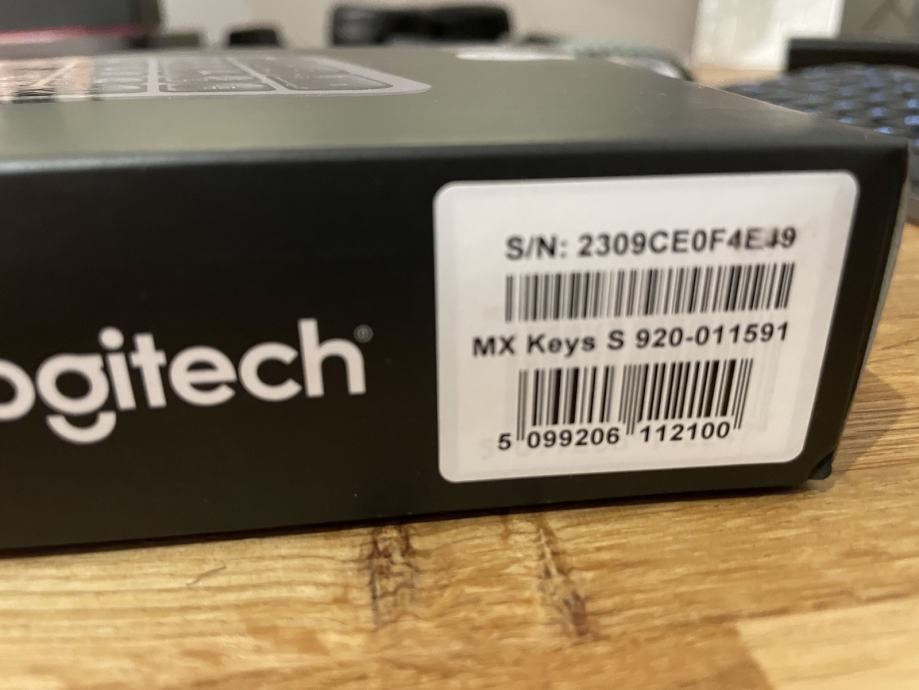 ogitech®
S/N: 2309CE0F4E49
MX Keys S 920-011591
5 099206 112100